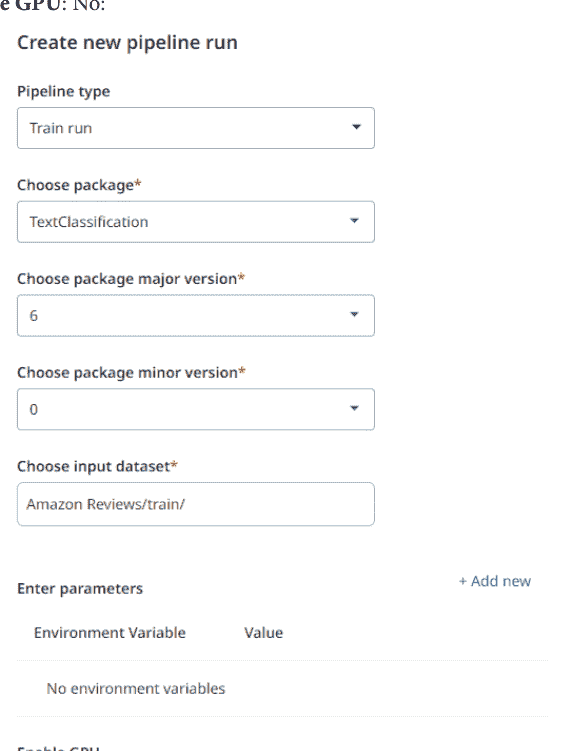 e GPU: No:
Create new pipeline run
Pipeline type
Train run
Choose package*
TextClassification
Choose package major version*
6
Choose package minor version*
0
Choose input dataset*
Amazon Reviews/train/
Enter parameters + Add new
Environment Variable Value
No environment variables
Enable GPU